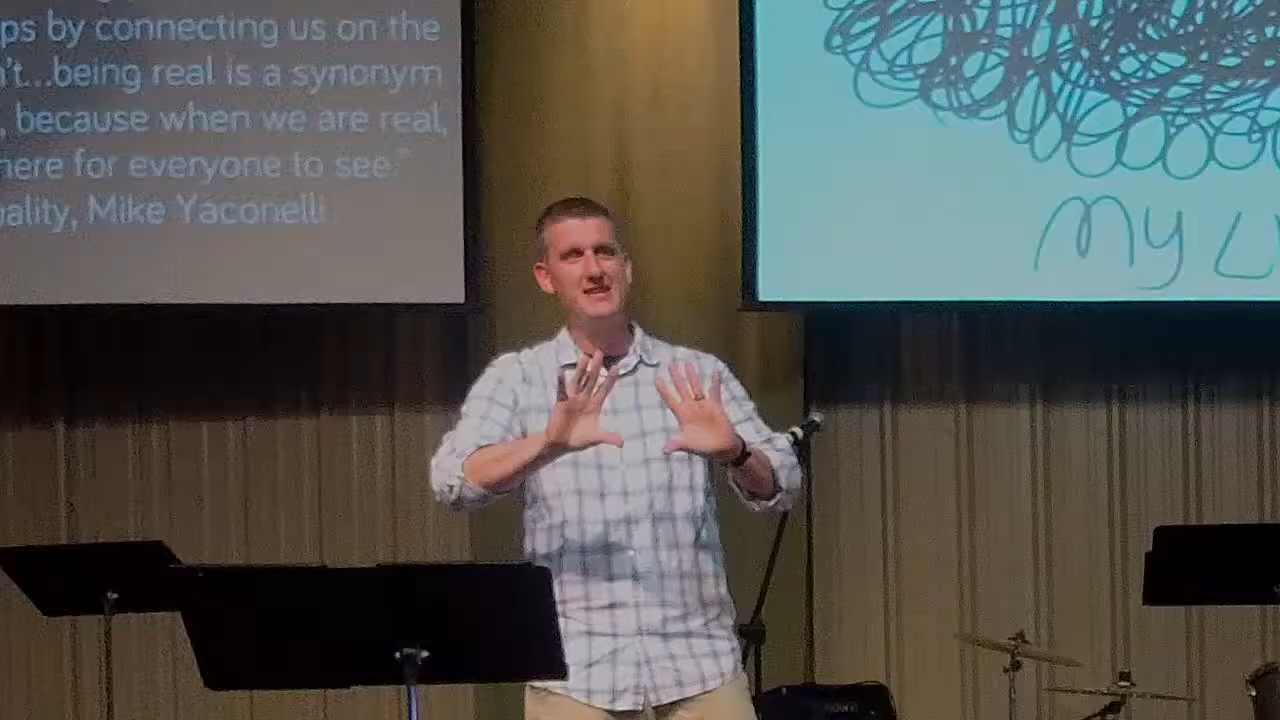 ps by connecting us on the
't...being real is a synonym
, because when we are real,
here for everyone to see."
uality, Mike Yaconelli
MY LI